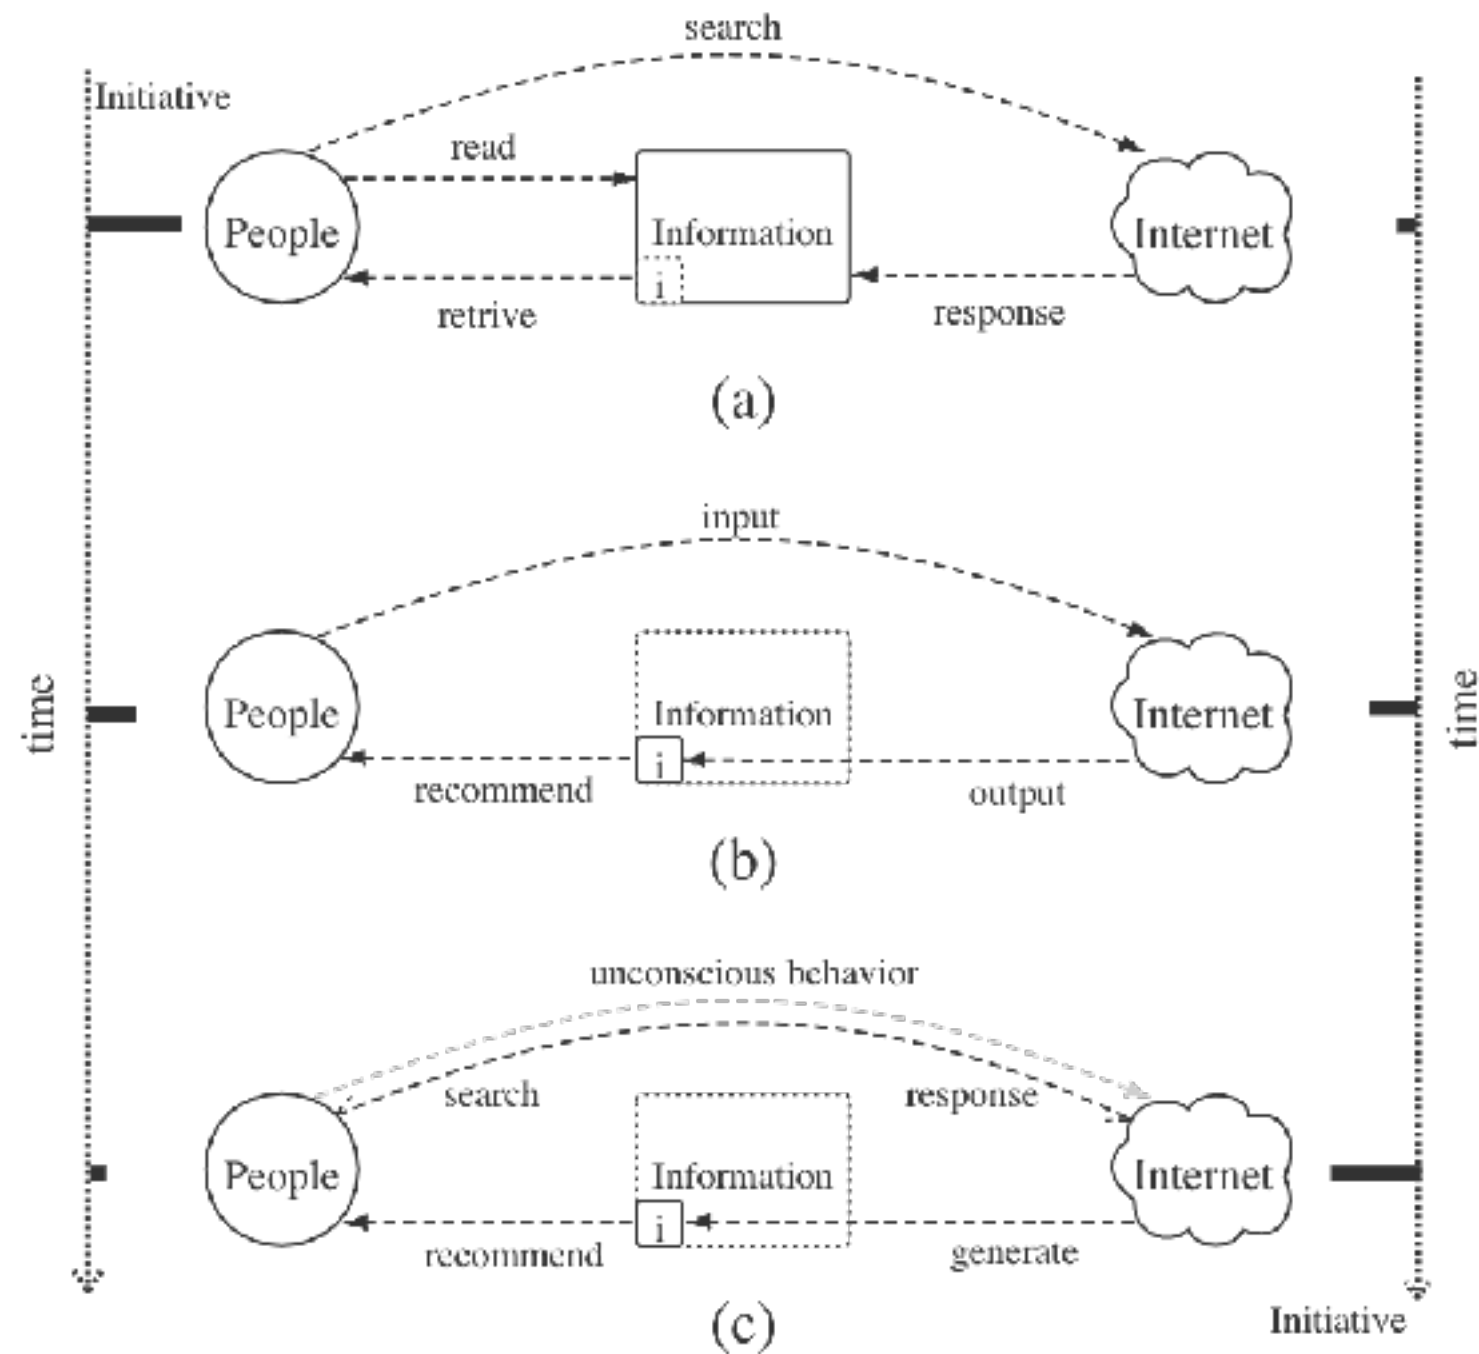 search
Initiative
read
People
Information
Internet
i
retrive
response
(a)
input
time
time
People
Information
Internet
i
recommend
output
(b)
unconscious behavior
search
response
People
Information
Internet
i
recommend
generate
Initiative
(c)